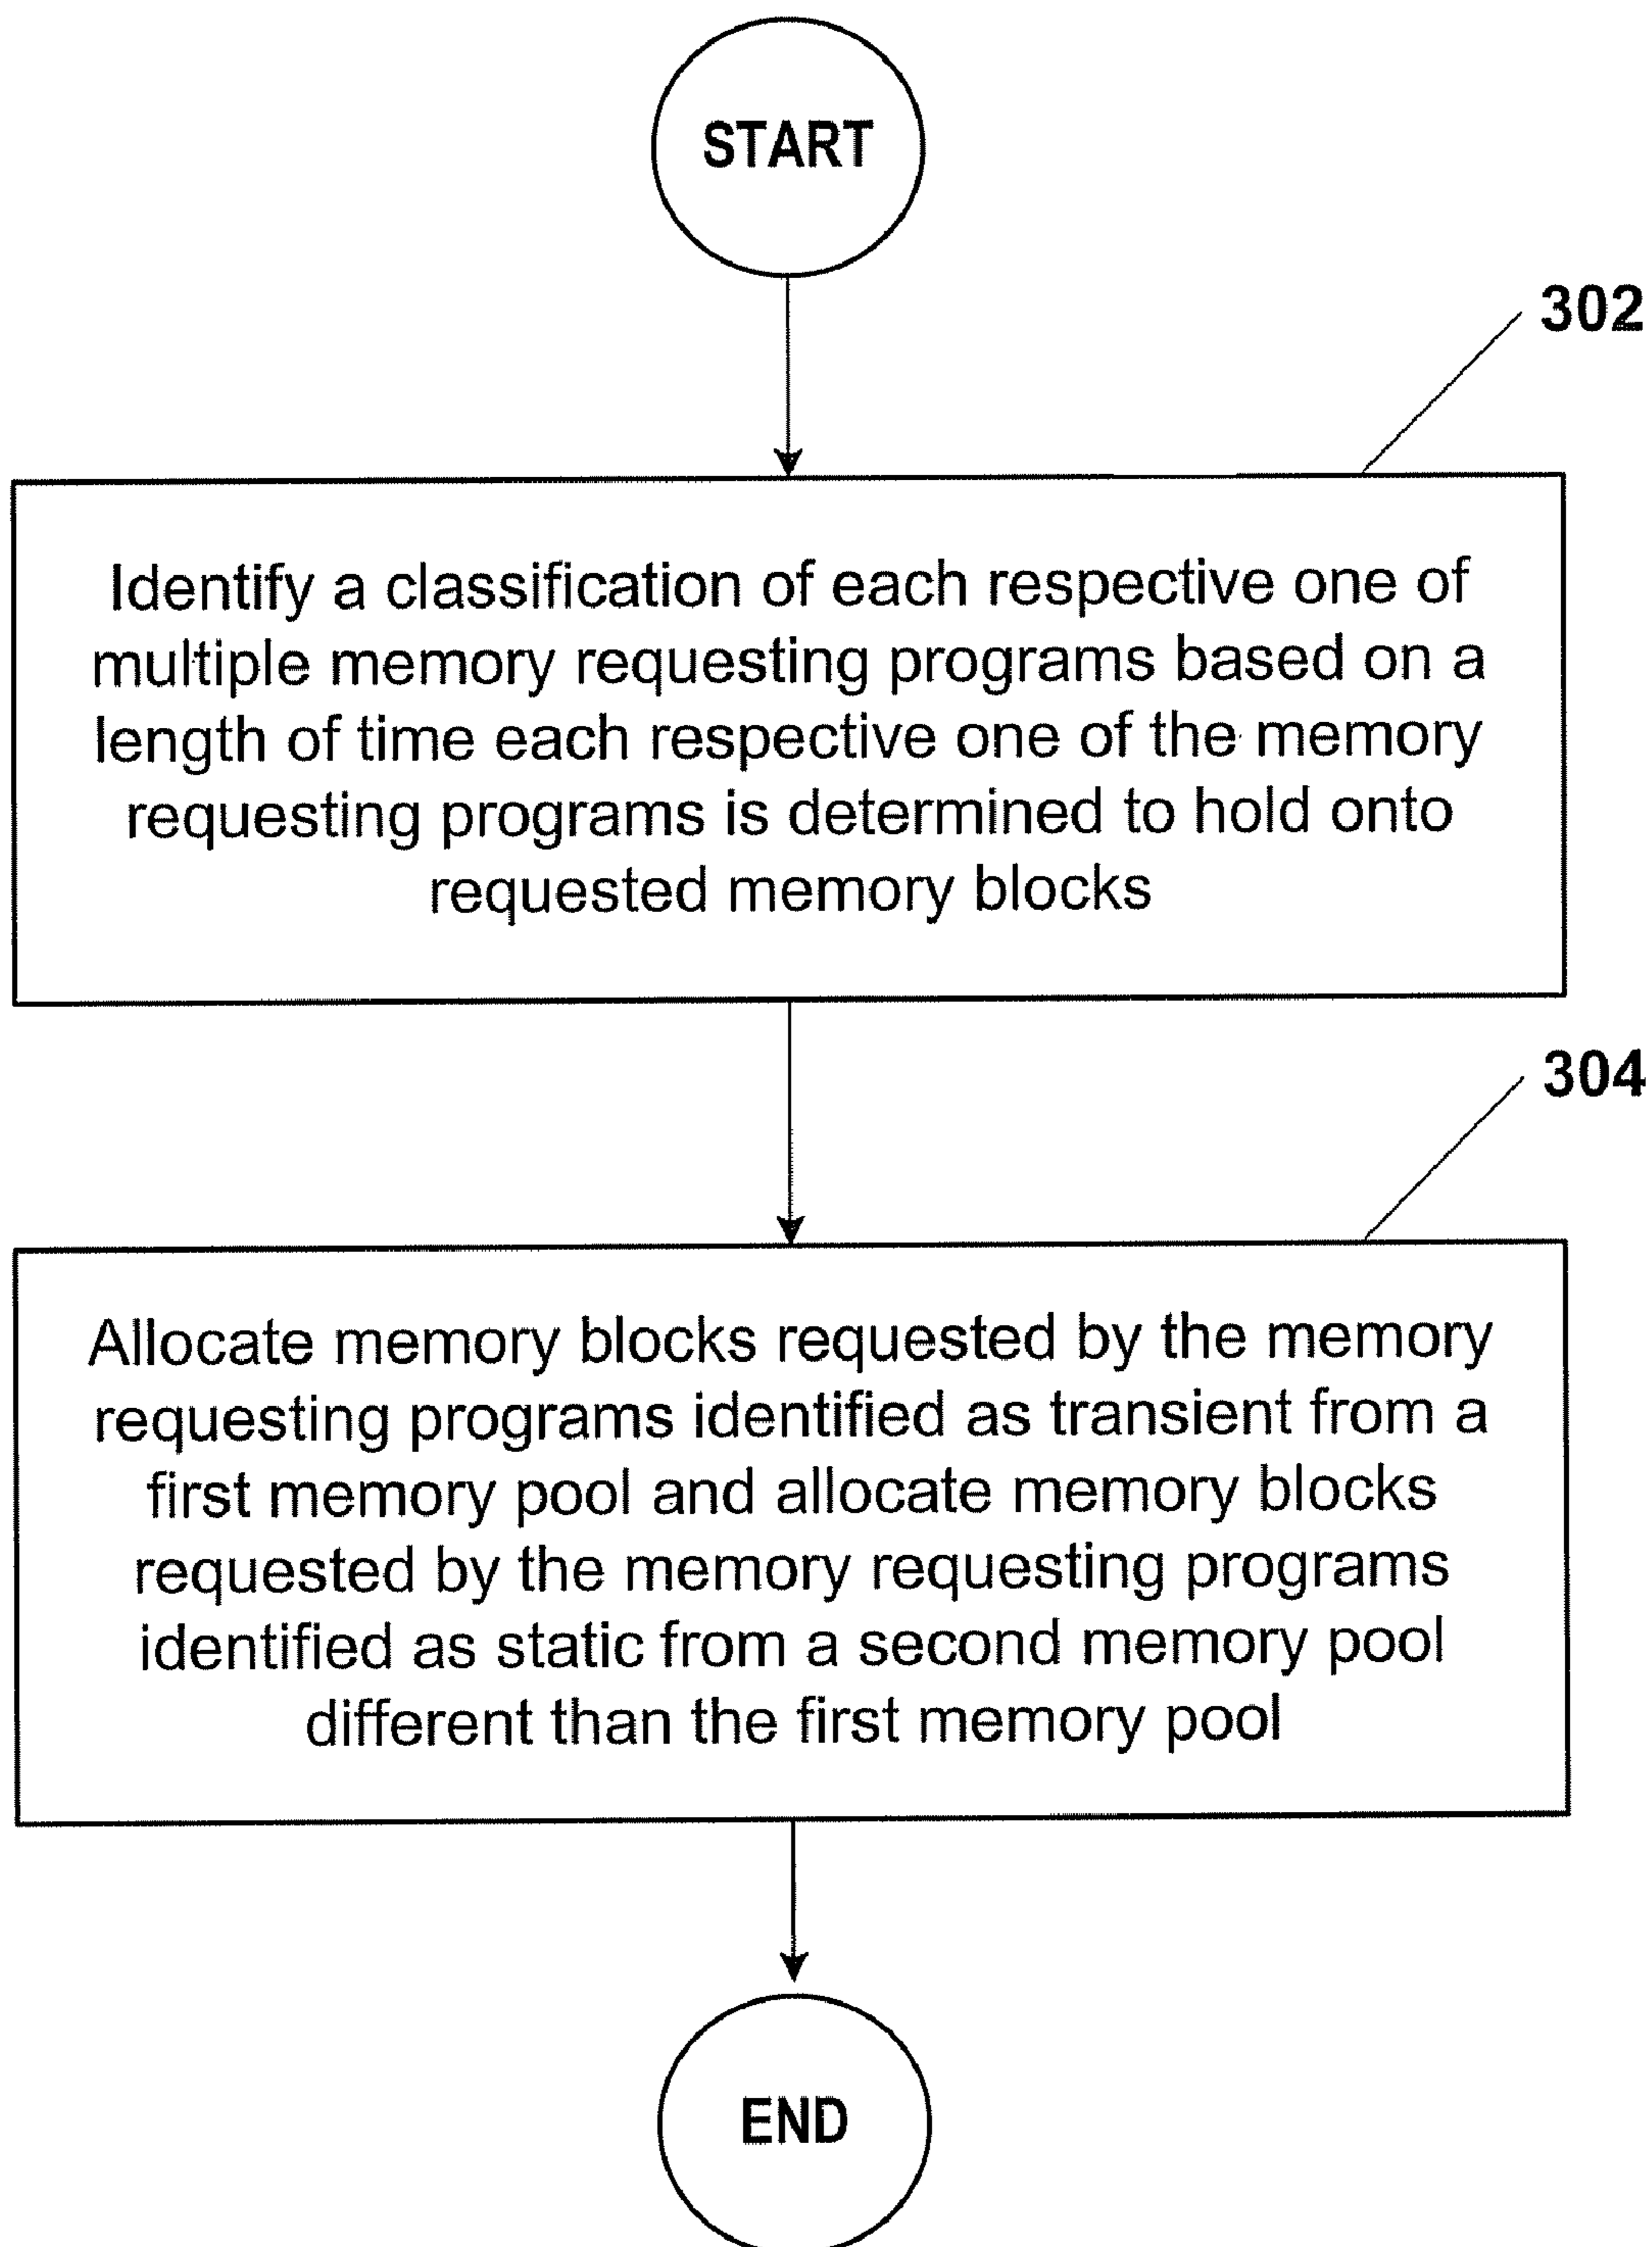 START
302
Identify a classification of each respective one of
multiple memory requesting programs based on a
length of time each respective one of the memory
requesting programs is determined to hold onto
requested memory blocks
304
Allocate memory blocks requested by the memory
requesting programs identified as transient from a
first memory pool and allocate memory blocks
requested by the memory requesting programs
identified as static from a second memory pool
different than the first memory pool
END